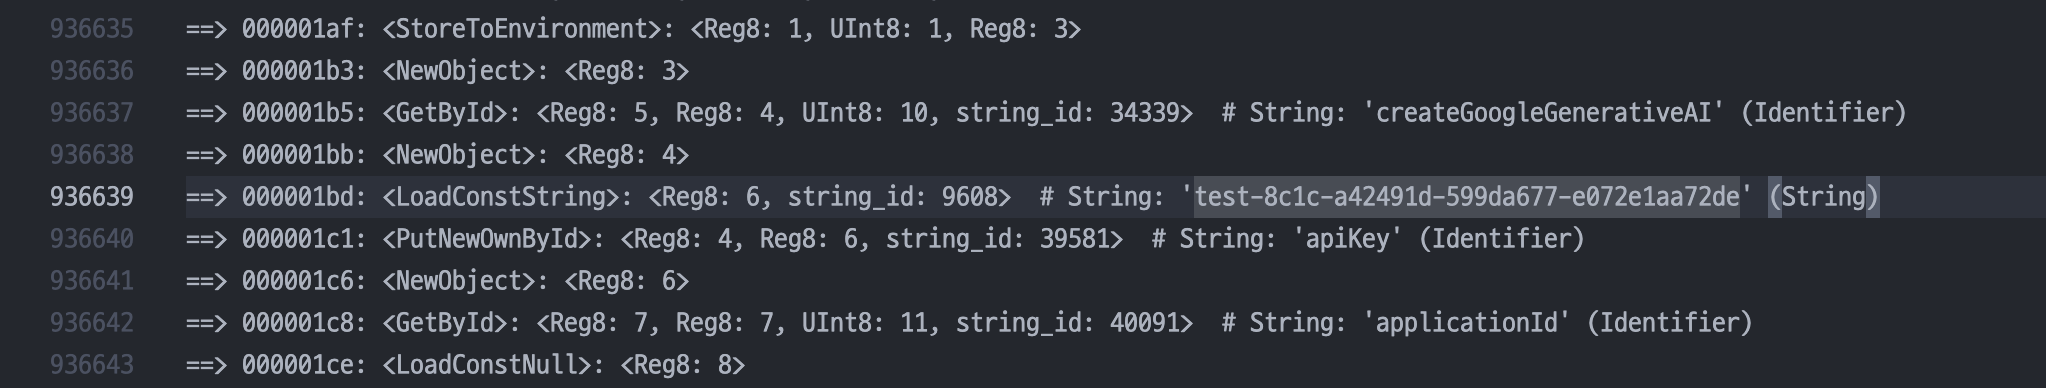 936635 ==> 000001af: <StoreToEnvironment>: <Reg8: 1, UInt8: 1, Reg8: 3>
936636 ==> 000001b3: <NewObject>: <Reg8: 3>
936637 ==> 000001b5: <GetById>: <Reg8: 5, Reg8: 4, UInt8: 10, string_id: 34339>  # String: 'createGoogleGenerativeAI' (Identifier)
936638 ==> 000001bb: <NewObject>: <Reg8: 4>
936639 ==> 000001bd: <LoadConstString>: <Reg8: 6, string_id: 9608>  # String: 'test-8c1c-a42491d-599da677-e072e1aa72de' (String)
936640 ==> 000001c1: <PutNewOwnById>: <Reg8: 4, Reg8: 6, string_id: 39581>  # String: 'apiKey' (Identifier)
936641 ==> 000001c6: <NewObject>: <Reg8: 6>
936642 ==> 000001c8: <GetById>: <Reg8: 7, Reg8: 7, UInt8: 11, string_id: 40091>  # String: 'applicationId' (Identifier)
936643 ==> 000001ce: <LoadConstNull>: <Reg8: 8>